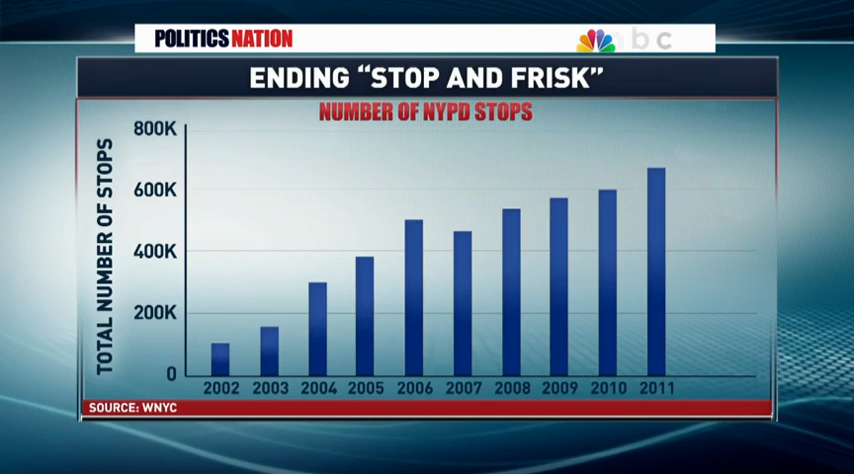 POLITICS NATION
nbc
ENDING “STOP AND FRISK”
NUMBER OF NYPD STOPS
TOTAL NUMBER OF STOPS
800K
600K
400K
200K
0
2002 2003 2004 2005 2006 2007 2008 2009 2010 2011
SOURCE: WNYC